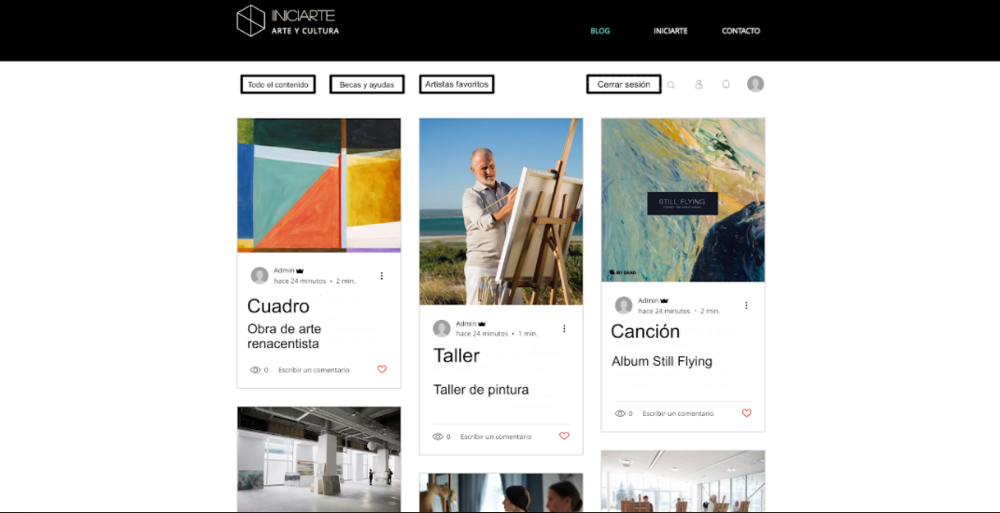 INICIARTE
ARTE Y CULTURA
BLOG
INICIARTE
CONTACTO
Todo el contenido
Becas y ayudas
Artistas favoritos
Cerrar sesión
Admin
hace 24 minutos • 2 min.
Cuadro
Obra de arte
renacentista
0 Escribir un comentario
Admin
hace 24 minutos • 1 min.
Taller
Taller de pintura
0 Escribir un comentario
STILL FLYING
MY BAND
Admin
hace 24 minutos • 2 min.
Canción
Album Still Flying
0 Escribir un comentario